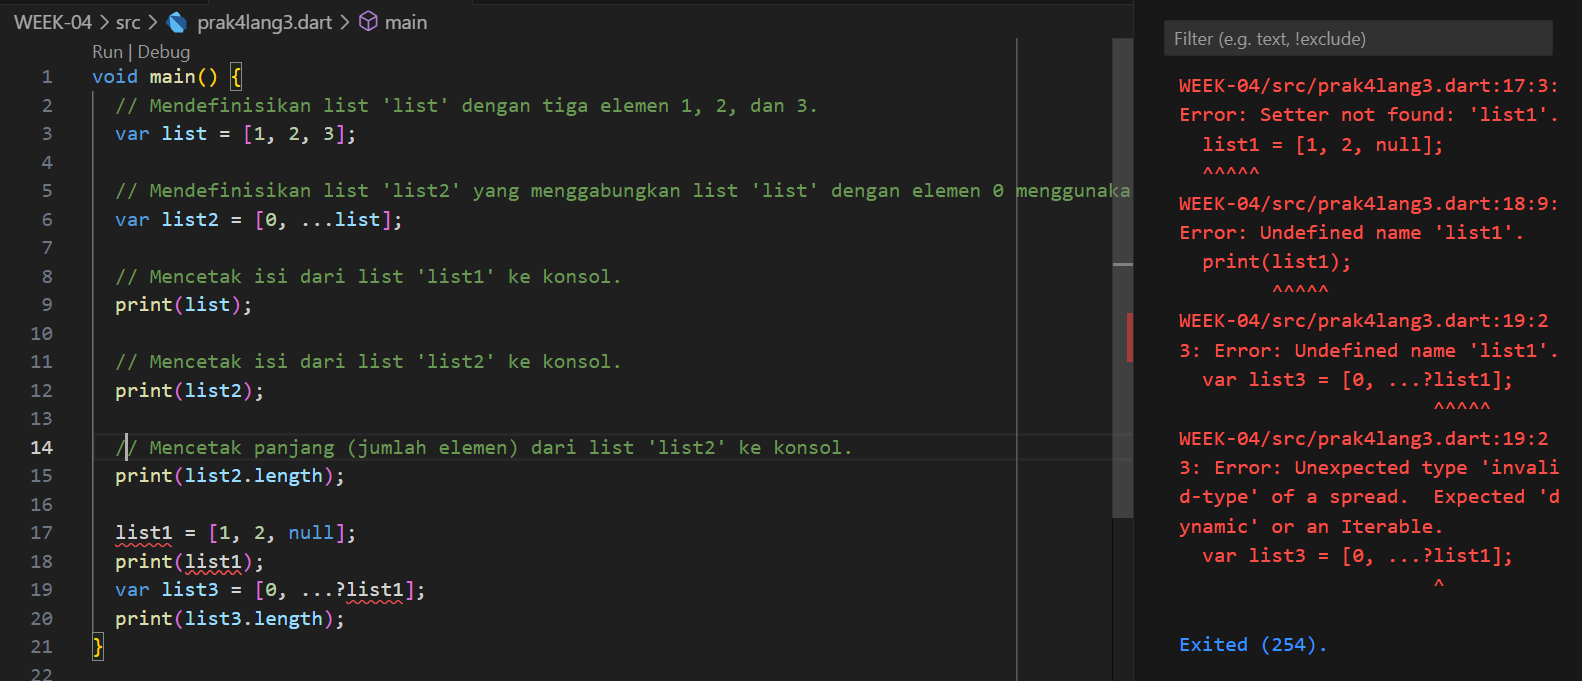 WEEK-04 > src > prak4lang3.dart > main
Run | Debug
1 void main() {
2 // Mendefinisikan list 'list' dengan tiga elemen 1, 2, dan 3.
3 var list = [1, 2, 3];
4
5 // Mendefinisikan list 'list2' yang menggabungkan list 'list' dengan elemen 0 menggunaka
6 var list2 = [0, ...list];
7
8 // Mencetak isi dari list 'list1' ke konsol.
9 print(list);
10
11 // Mencetak isi dari list 'list2' ke konsol.
12 print(list2);
13
14 // Mencetak panjang (jumlah elemen) dari list 'list2' ke konsol.
15 print(list2.length);
16
17 list1 = [1, 2, null];
18 print(list1);
19 var list3 = [0, ...?list1];
20 print(list3.length);
21 }
22
Filter (e.g. text, !exclude)
WEEK-04/src/prak4lang3.dart:17:3:
Error: Setter not found: 'list1'.
list1 = [1, 2, null];
^^^^^
WEEK-04/src/prak4lang3.dart:18:9:
Error: Undefined name 'list1'.
print(list1);
^^^^^
WEEK-04/src/prak4lang3.dart:19:2
3: Error: Undefined name 'list1'.
var list3 = [0, ...?list1];
^^^^^
WEEK-04/src/prak4lang3.dart:19:2
3: Error: Unexpected type 'invali
d-type' of a spread.  Expected 'd
ynamic' or an Iterable.
var list3 = [0, ...?list1];
^
Exited (254).